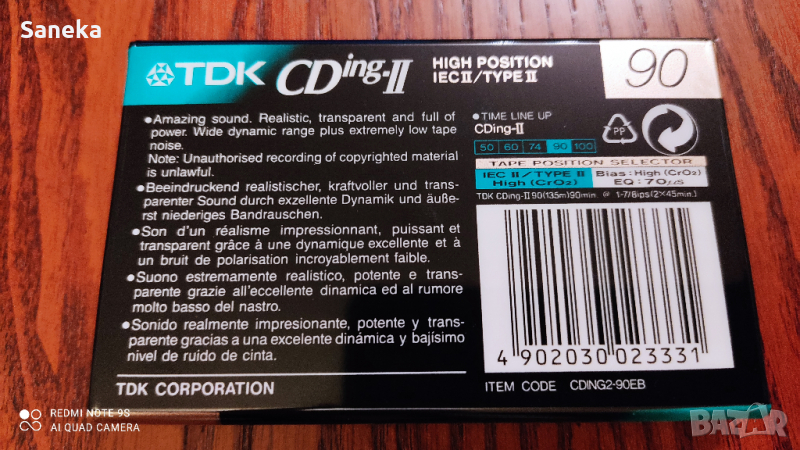 Saneka
TDK CDing-II
HIGH POSITION
IECII/TYPEII
90
●Amazing sound. Realistic, transparent and full of
power. Wide dynamic range plus extremely low tape
noise.
Note: Unauthorised recording of copyrighted material
is unlawful.
●Beeindruckend realistischer, kraftvoller und trans-
parenter Sound durch exzellente Dynamik und äuße-
rst niederiges Bandrauschen.
●Son d'un réalisme impressionnant, puissant et
transparent grâce à une dynamique excellente et à
un bruit de polarisation incroyablement faible.
●Suono estremamente realistico, potente e trans-
parente grazie all'eccellente dinamica ed al rumore
molto basso del nastro.
●Sonido realmente impresionante, potente y trans-
parente gracias a una excelente dinámica y bajísimo
nivel de ruído de cinta.
TDK CORPORATION
●TIME LINE UP
CDing-II
50 60 74 90 100
PP
TAPE POSITION SELECTOR
IEC II/TYPE II
High (CrO2)
Bias: High (CrO2)
EQ: 70μs
TDK CDing-II90(135m)90min. @ 1-7/8ips(2×45min.)
4 902030 023331
ITEM CODE CDING2-90EB
REDMI NOTE 9S
AI QUAD CAMERA
BAZAR